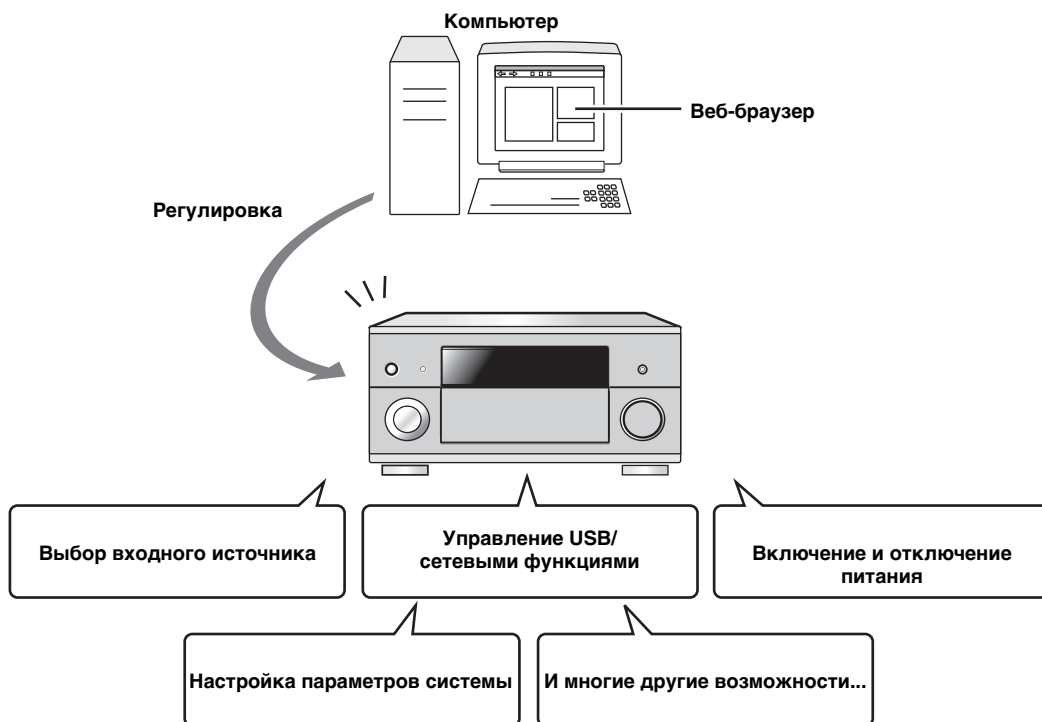 Компьютер
Веб-браузер
Регулировка
Выбор входного источника
Управление USB/
сетевыми функциями
Включение и отключение
питания
Настройка параметров системы
И многие другие возможности...